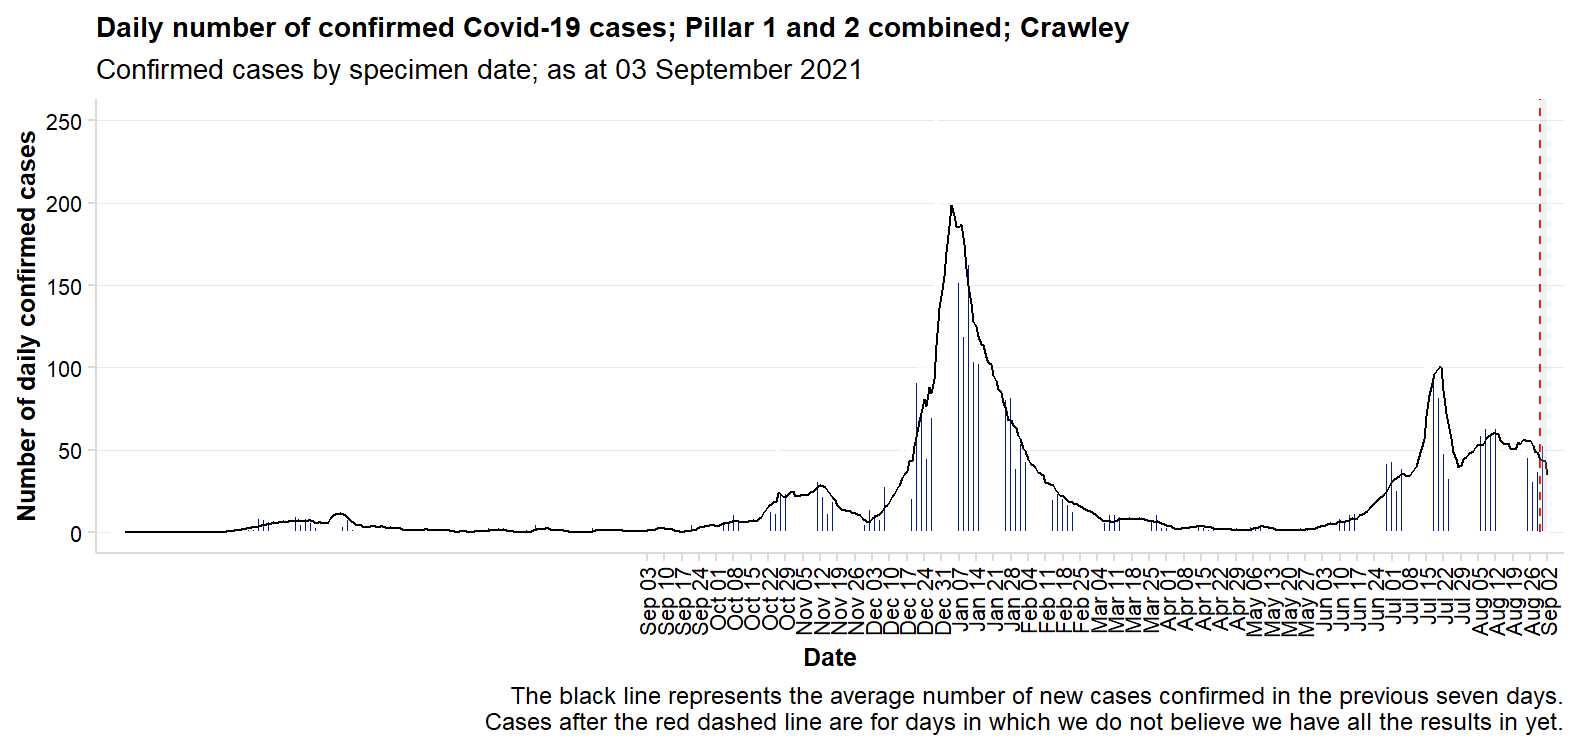 Daily number of confirmed Covid-19 cases; Pillar 1 and 2 combined; Crawley
Confirmed cases by specimen date; as at 03 September 2021
Number of daily confirmed cases
250
200
150
100
50
0
Sep 03
Sep 10
Sep 17
Sep 24
Oct 01
Oct 08
Oct 15
Oct 22
Oct 29
Nov 05
Nov 12
Nov 19
Nov 26
Dec 03
Dec 10
Dec 17
Dec 24
Dec 31
Jan 07
Jan 14
Jan 21
Jan 28
Feb 04
Feb 11
Feb 18
Feb 25
Mar 04
Mar 11
Mar 18
Mar 25
Apr 01
Apr 08
Apr 15
Apr 22
Apr 29
May 06
May 13
May 20
May 27
Jun 03
Jun 10
Jun 17
Jun 24
Jul 01
Jul 08
Jul 15
Jul 22
Jul 29
Aug 05
Aug 12
Aug 19
Aug 26
Sep 02
Date
The black line represents the average number of new cases confirmed in the previous seven days.
Cases after the red dashed line are for days in which we do not believe we have all the results in yet.